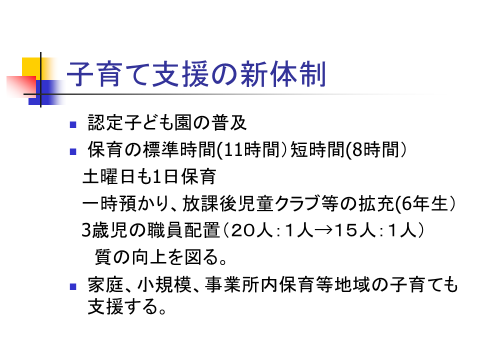 子育て支援の新体制
認定子ども園の普及
保育の標準時間(11時間）短時間(8時間）
土曜日も1日保育
一時預かり、放課後児童クラブ等の拡充(6年生）
3歳児の職員配置（２０人：１人→１５人：１人）
質の向上を図る。
家庭、小規模、事業所内保育等地域の子育ても
支援する。